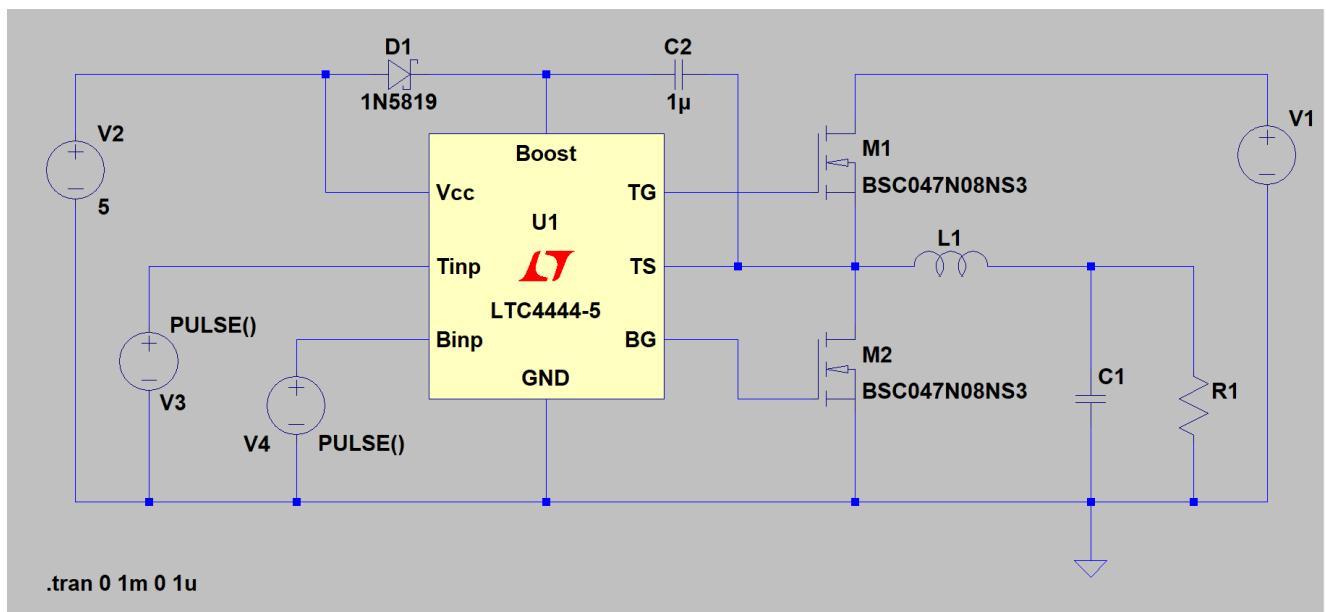 D1
1N5819
C2
1µ
V2
5
Boost
Vcc
TG
U1
Tinp
TS
LTC4444-5
Binp
BG
GND
M1
BSC047N08NS3
V1
L1
PULSE()
V3
V4
PULSE()
M2
BSC047N08NS3
C1
R1
.tran 0 1m 0 1u